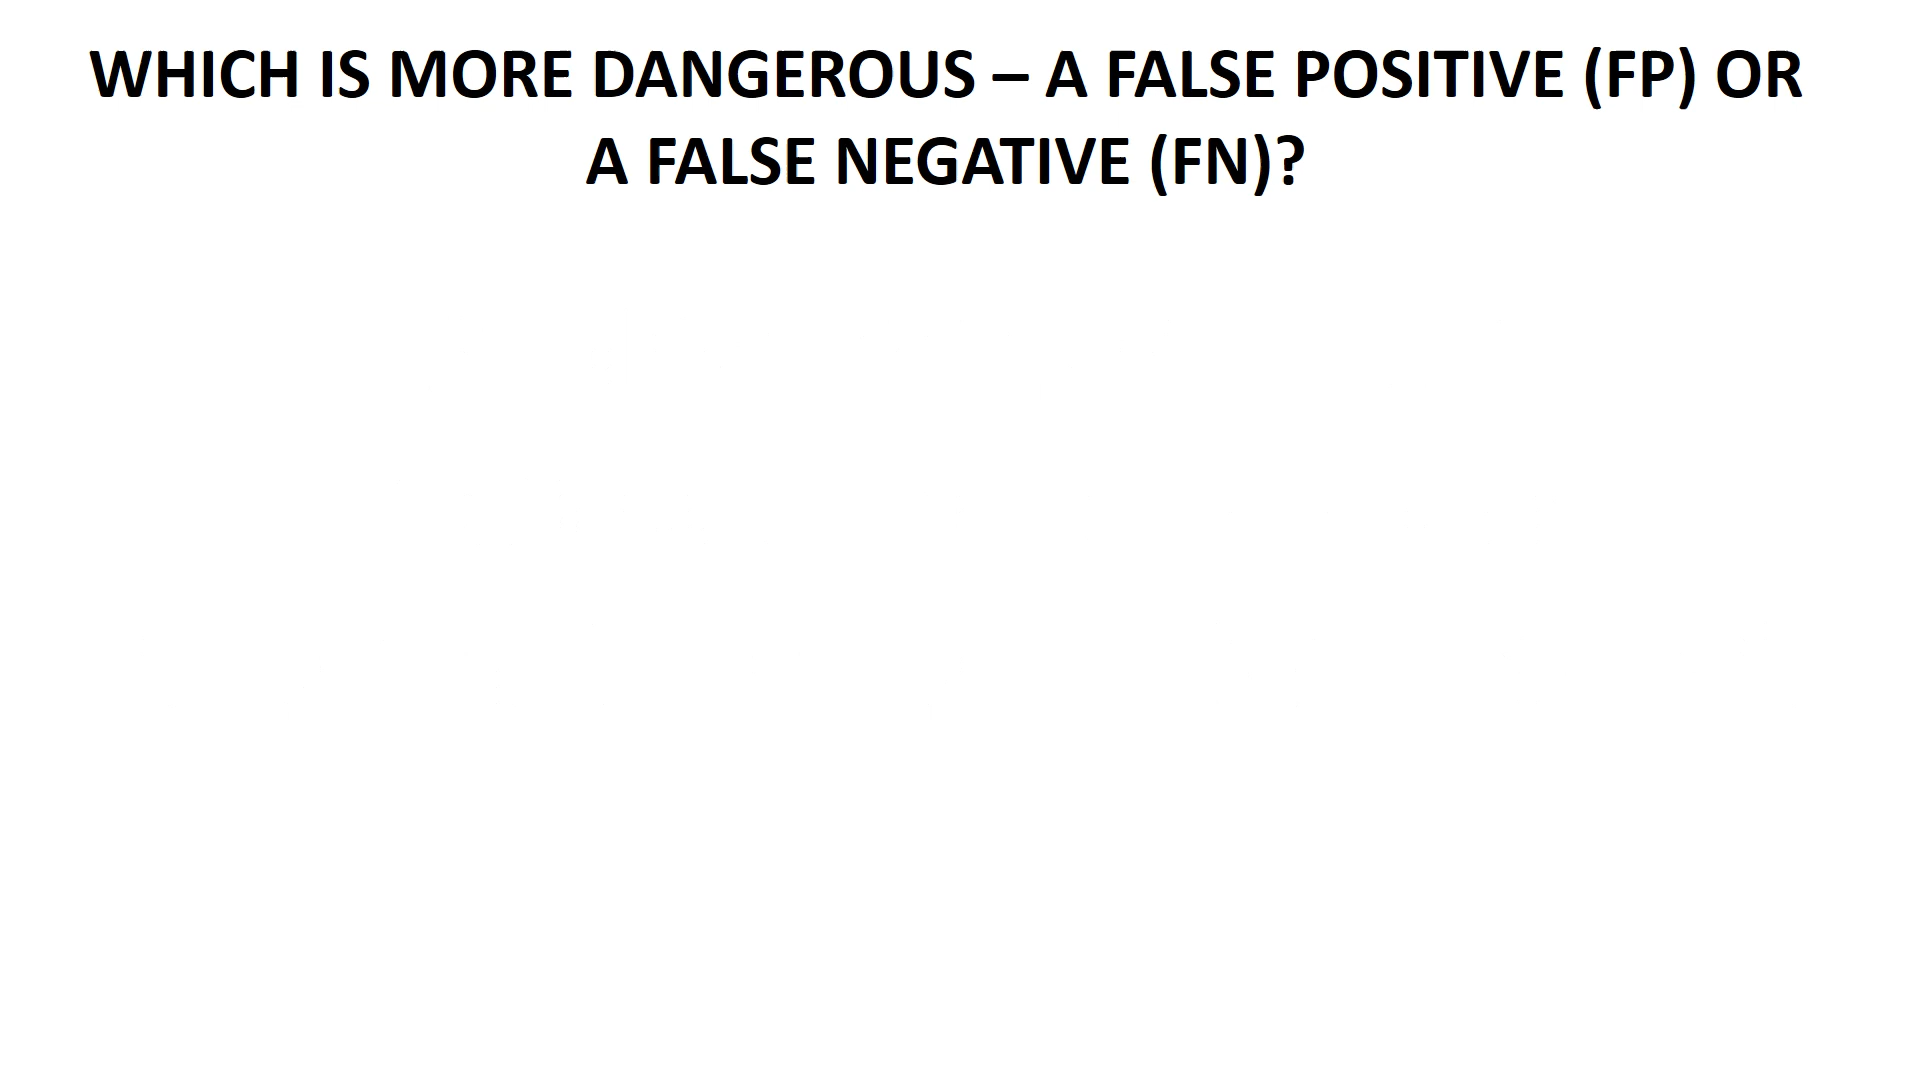 WHICH IS MORE DANGEROUS – A FALSE POSITIVE (FP) OR
A FALSE NEGATIVE (FN)?